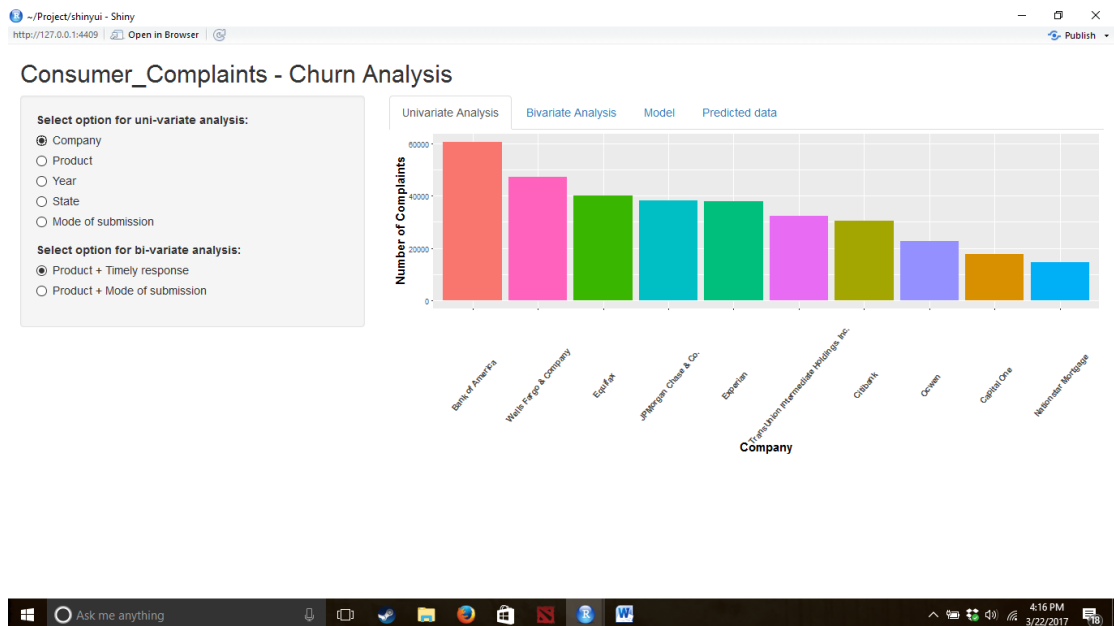 ~/Project/shinyui - Shiny
http://127.0.0.1:4409 Open in Browser Publish
Consumer_Complaints - Churn Analysis
Select option for uni-variate analysis:
Company
Product
Year
State
Mode of submission
Select option for bi-variate analysis:
Product + Timely response
Product + Mode of submission
Univariate Analysis Bivariate Analysis Model Predicted data
Number of Complaints
60000
40000
20000
0
Bank of America
Wells Fargo & Company
Equifax
JPMorgan Chase & Co.
Experian
TransUnion Intermediate Holdings, Inc.
Citibank
Ocwen
Capital One
Nationstar Mortgage
Company
Ask me anything
4:16 PM
3/22/2017
18